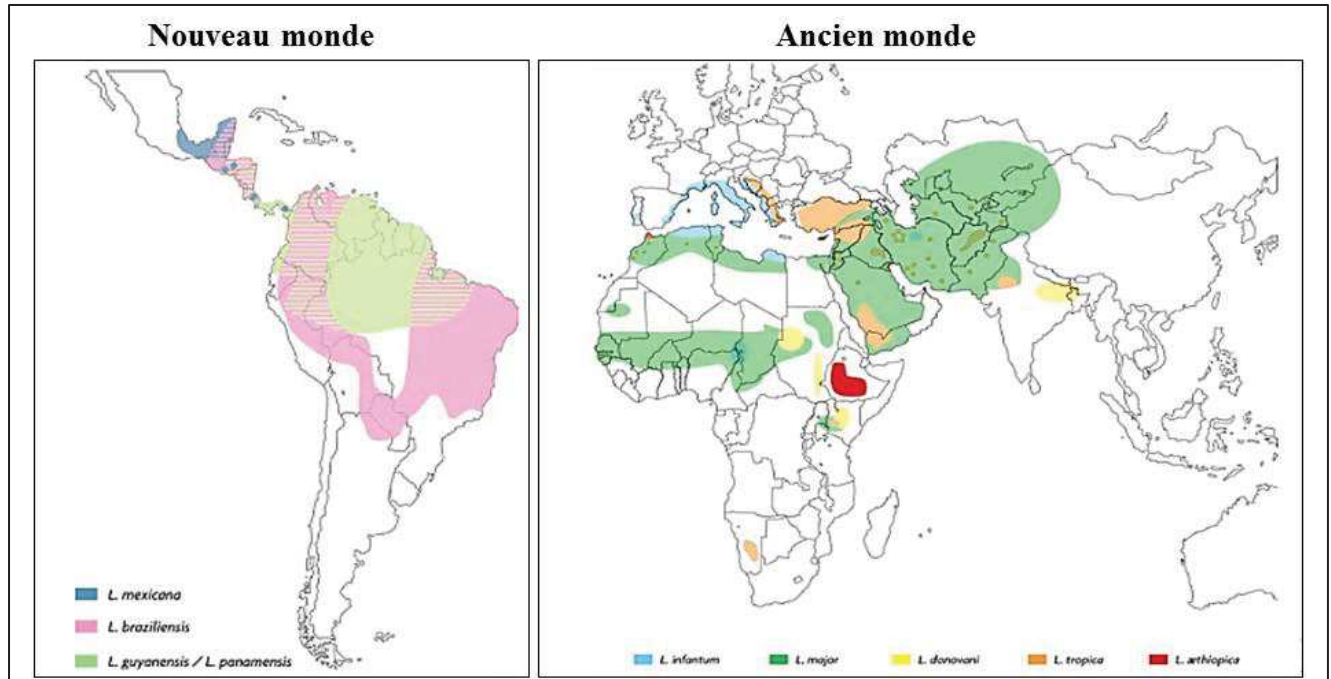 Nouveau monde
Ancien monde
L. mexicana
L. braziliensis
L. guyanensis / L. panamensis
L. infantum
L. major
L. donovani
L. tropica
L. æthiopica